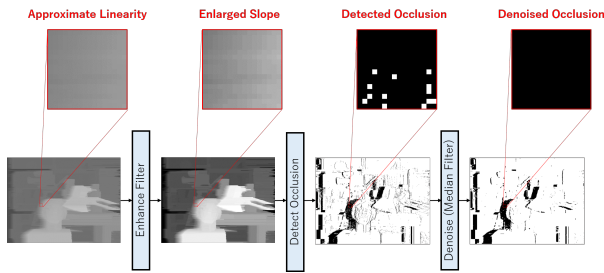 Approximate Linearity
Enlarged Slope
Detected Occlusion
Denoised Occlusion
Enhance Filter
Detect Occlusion
Denoise (Median Filter)